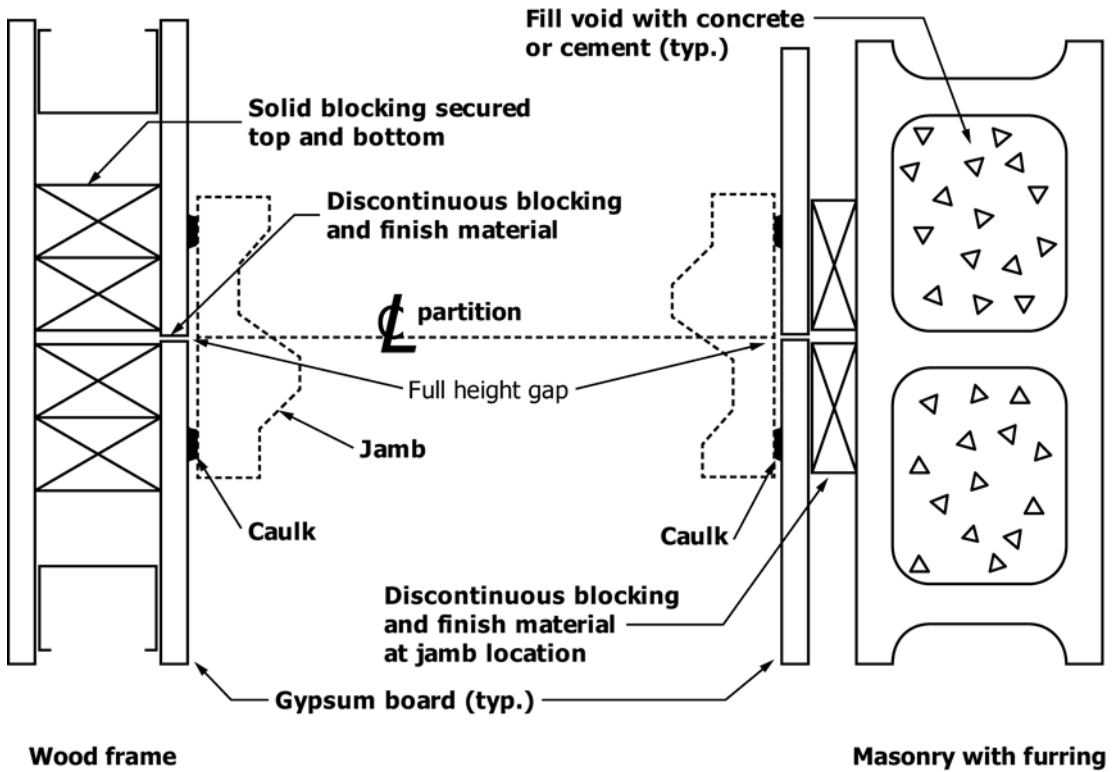 Fill void with concrete
or cement (typ.)
Solid blocking secured
top and bottom
Discontinuous blocking
and finish material
℄ partition
Full height gap
Jamb
Caulk
Caulk
Discontinuous blocking
and finish material
at jamb location
Gypsum board (typ.)
Wood frame
Masonry with furring